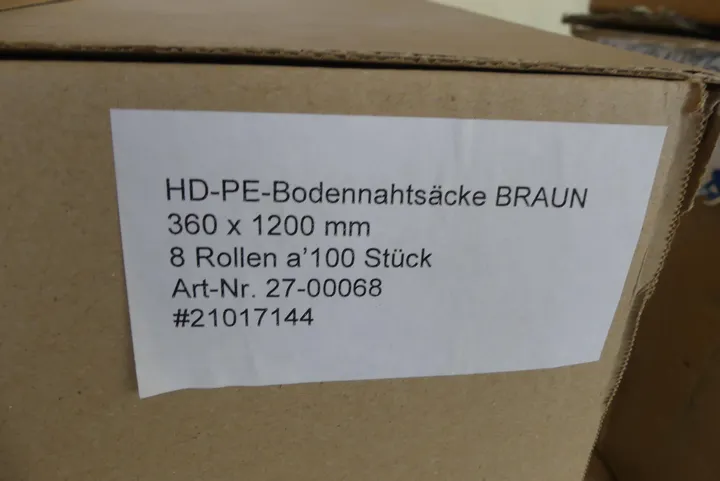 HD-PE-Bodennahtsäcke BRAUN
360 x 1200 mm
8 Rollen a'100 Stück
Art-Nr. 27-00068
#21017144